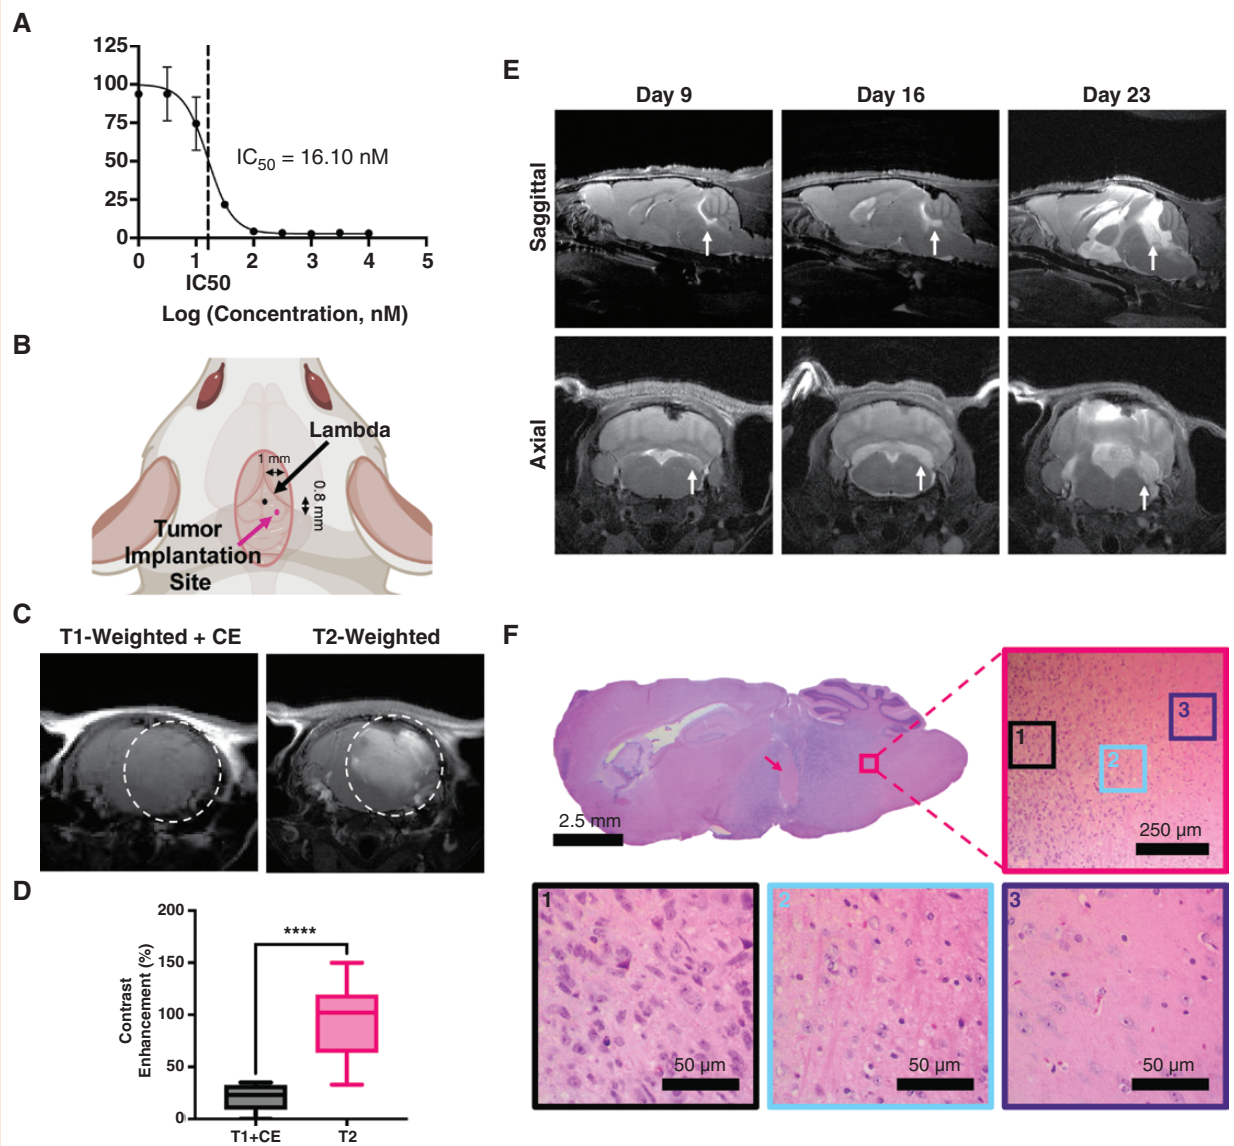 A
125
100
75
50
25
0
IC50 = 16.10 nM
0
1
2
3
4
5
IC50
Log (Concentration, nM)
B
Lambda
1 mm
0.8 mm
Tumor
Implantation
Site
C
T1-Weighted + CE
T2-Weighted
D
200
150
100
50
0
Contrast
Enhancement (%)
****
T1+CE
T2
E
Day 9
Day 16
Day 23
Saggittal
Axial
F
2.5 mm
1
2
3
250 µm
1
50 µm
2
50 µm
3
50 µm